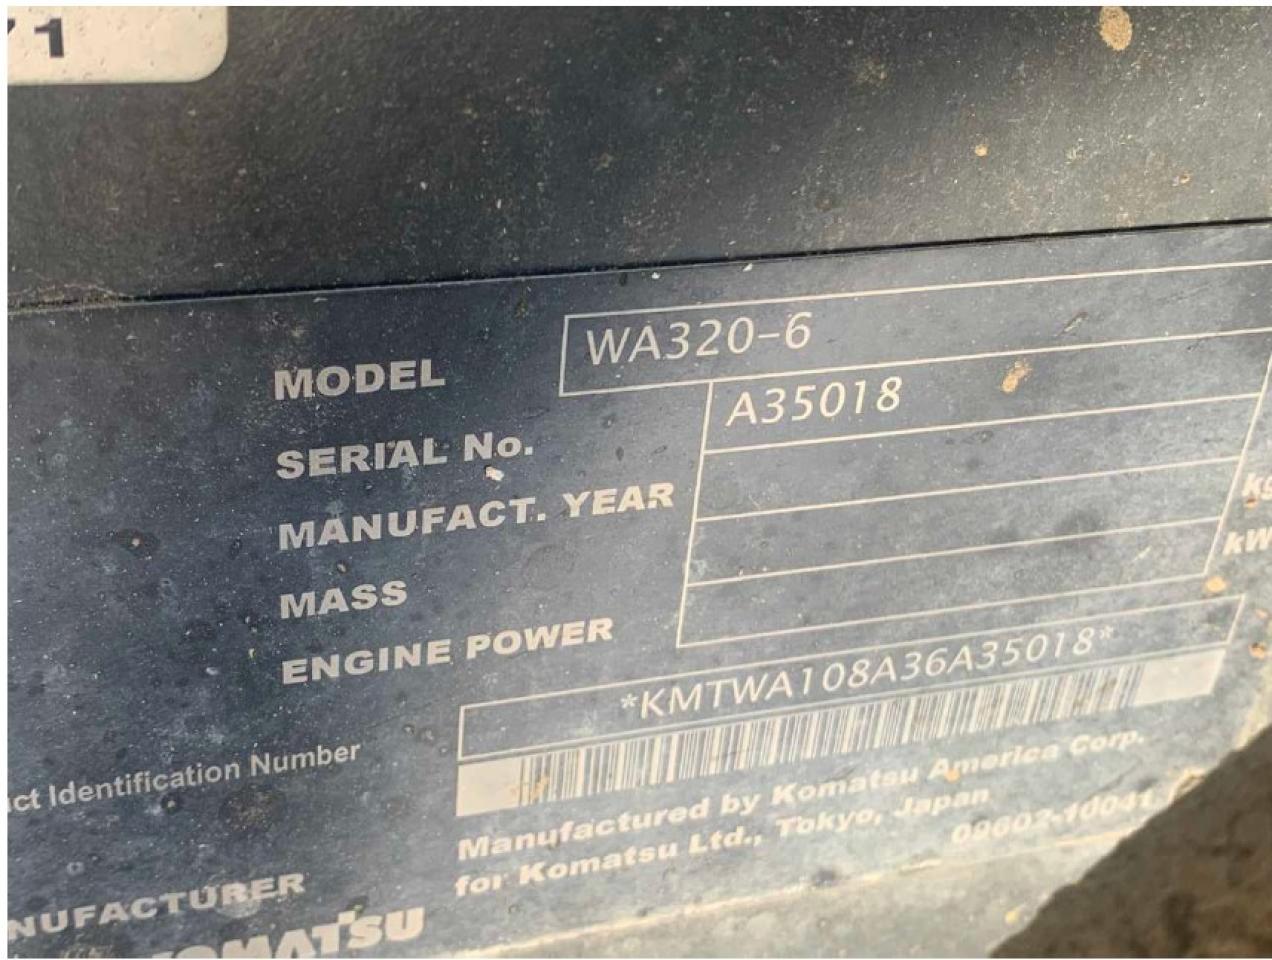 71
MODEL WA320-6
SERIAL No. A35018
MANUFACT. YEAR
MASS kg
ENGINE POWER kW
*KMTWA108A36A35018*
ct Identification Number
Manufactured by Komatsu America Corp.
for Komatsu Ltd., Tokyo, Japan
09602-10041
NUFACTURER
KOMATSU